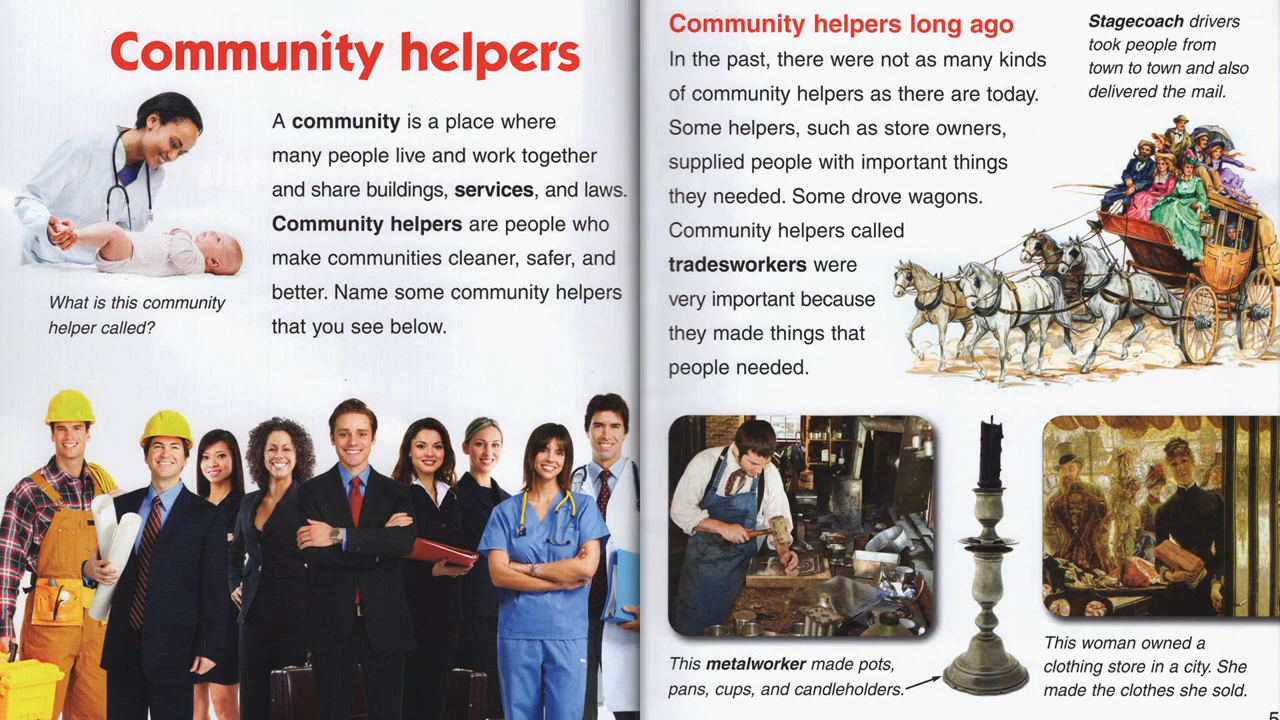 Community helpers
A community is a place where
many people live and work together
and share buildings, services, and laws.
Community helpers are people who
make communities cleaner, safer, and
better. Name some community helpers
that you see below.
What is this community
helper called?
Community helpers long ago
In the past, there were not as many kinds
of community helpers as there are today.
Some helpers, such as store owners,
supplied people with important things
they needed. Some drove wagons.
Community helpers called
tradesworkers were
very important because
they made things that
people needed.
Stagecoach drivers
took people from
town to town and also
delivered the mail.
This metalworker made pots,
pans, cups, and candleholders.
This woman owned a
clothing store in a city. She
made the clothes she sold.
5